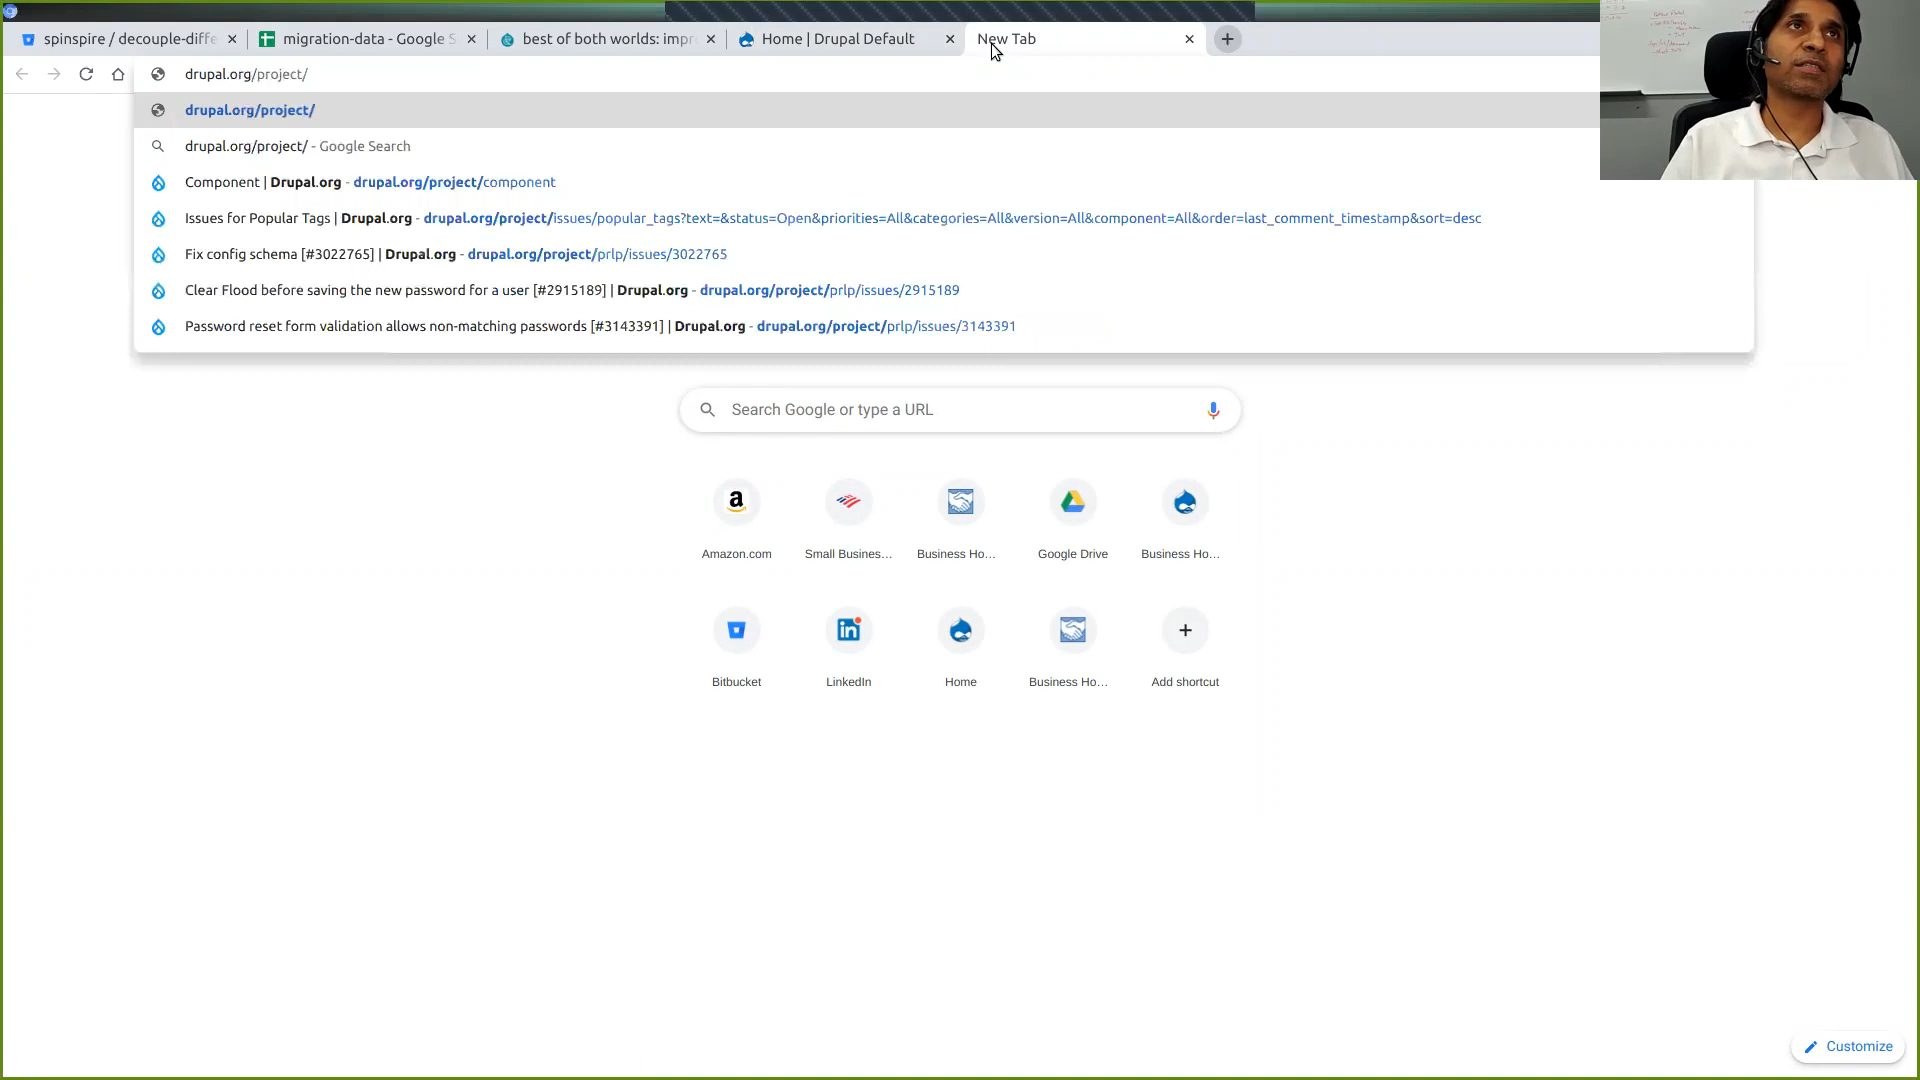 spinspire / decouple-diffe
migration-data - Google S
best of both worlds: impr
Home | Drupal Default
New Tab
drupal.org/project/
drupal.org/project/
drupal.org/project/ - Google Search
Component | Drupal.org - drupal.org/project/component
Issues for Popular Tags | Drupal.org - drupal.org/project/issues/popular_tags?text=&status=Open&priorities=All&categories=All&version=All&component=All&order=last_comment_timestamp&sort=desc
Fix config schema [#3022765] | Drupal.org - drupal.org/project/prlp/issues/3022765
Clear Flood before saving the new password for a user [#2915189] | Drupal.org - drupal.org/project/prlp/issues/2915189
Password reset form validation allows non-matching passwords [#3143391] | Drupal.org - drupal.org/project/prlp/issues/3143391
Search Google or type a URL
Amazon.com
Small Busines...
Business Ho...
Google Drive
Business Ho...
Bitbucket
LinkedIn
Home
Business Ho...
Add shortcut
Customize